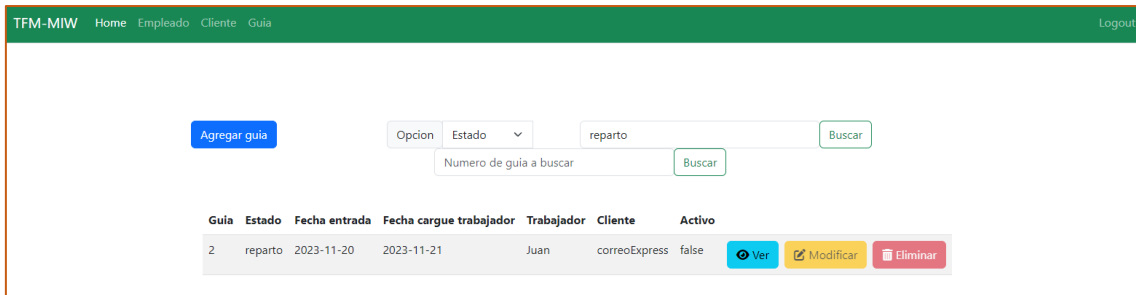 TFM-MIW Home Empleado Cliente Guia Logout
Agregar guia Opcion Estado reparto Buscar
Numero de guia a buscar Buscar
Guia Estado Fecha entrada Fecha cargue trabajador Trabajador Cliente Activo
2 reparto 2023-11-20 2023-11-21 Juan correoExpress false Ver Modificar Eliminar